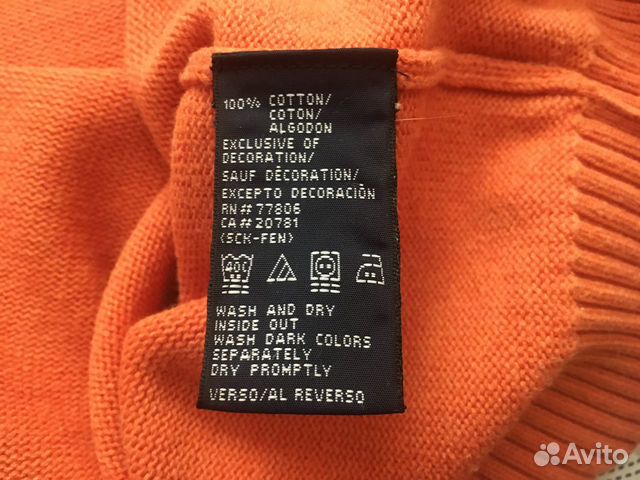 100% COTTON/
COTON/
ALGODON
EXCLUSIVE OF
DECORATION/
SAUF DÉCORATION/
EXCEPTO DECORACIÓN
RN# 77806
CA# 20781
(SCK-FEN)
40C
WASH AND DRY
INSIDE OUT
WASH DARK COLORS
SEPARATELY
DRY PROMPTLY
VERSO/AL REVERSO
Avito